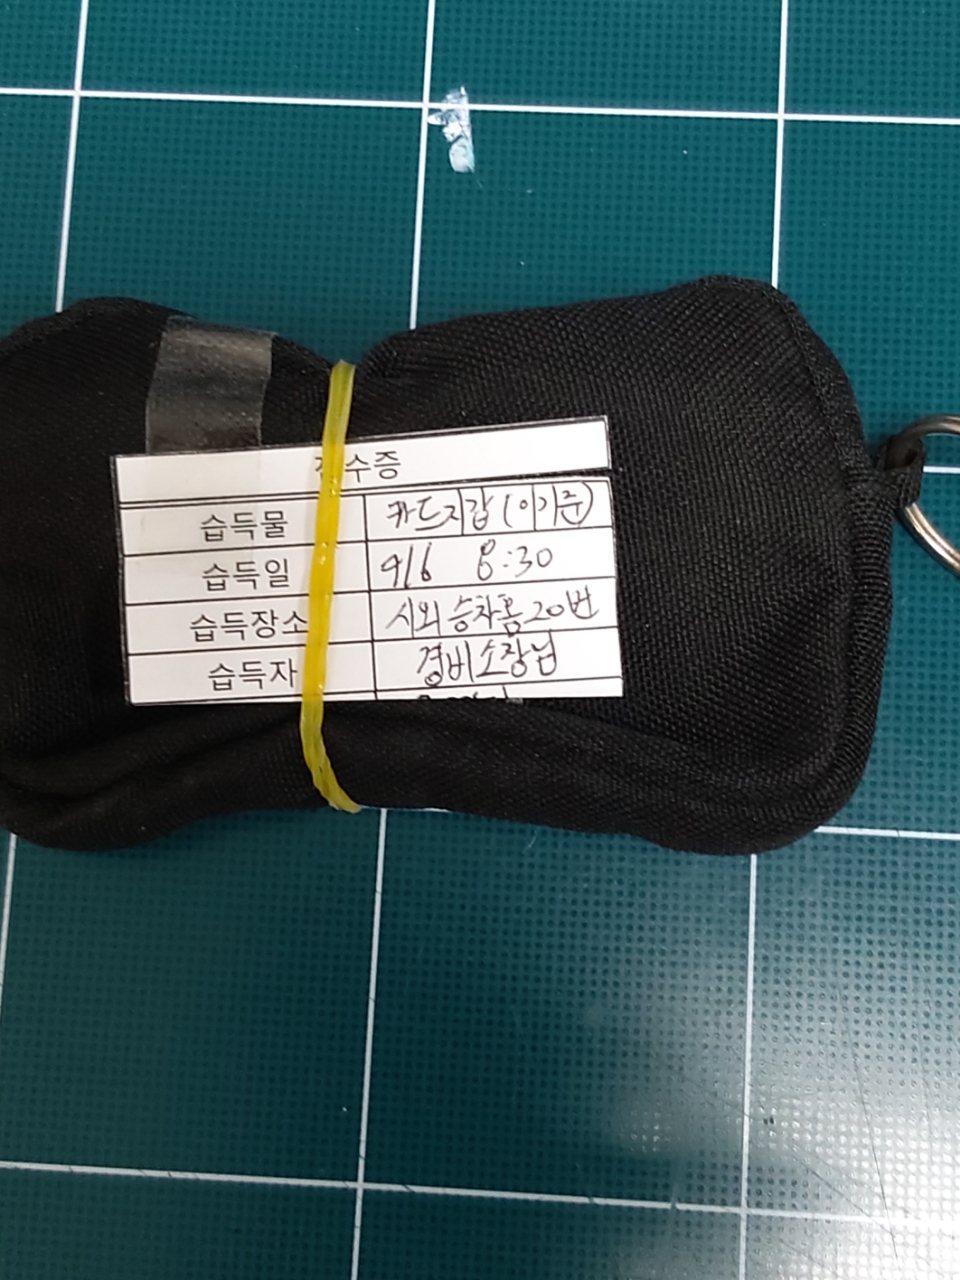 접수증
습득물 카드지갑(이기준)
습득일 9/6 8:30
습득장소 시외 승차홈 20번
습득자 경비소장님